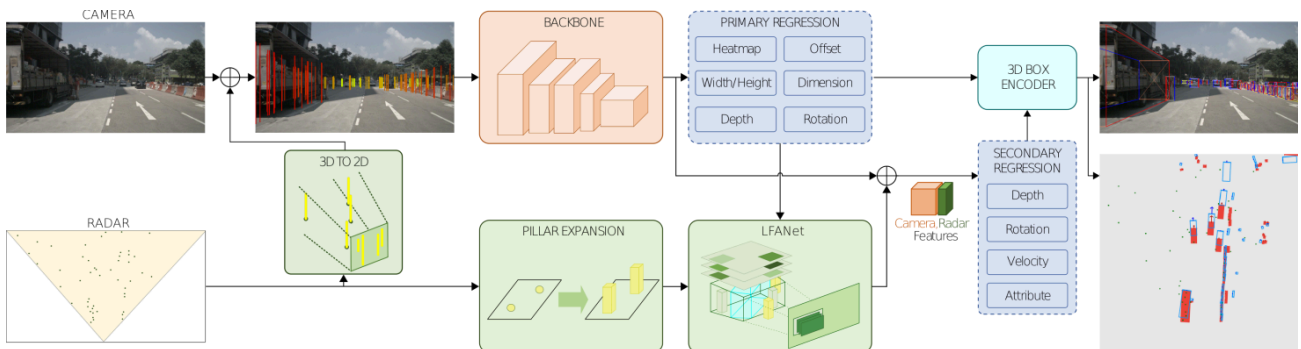 CAMERA
BACKBONE
PRIMARY REGRESSION
Heatmap
Offset
Width/Height
Dimension
Depth
Rotation
3D BOX
ENCODER
3D TO 2D
RADAR
PILLAR EXPANSION
LFANet
Camera,Radar
Features
SECONDARY
REGRESSION
Depth
Rotation
Velocity
Attribute